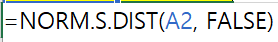 =NORM.S.DIST(A2, FALSE)